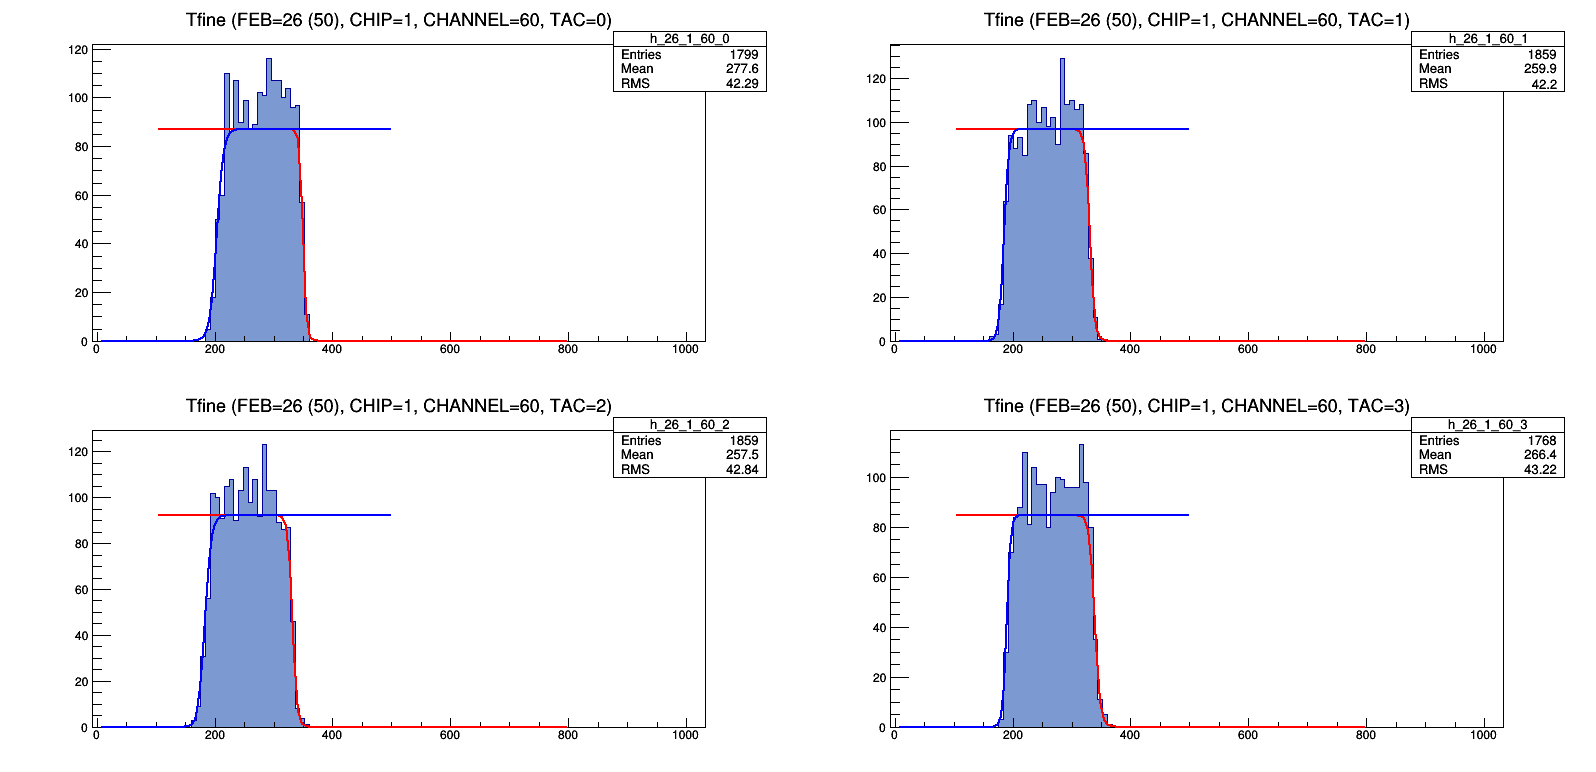 Tfine (FEB=26 (50), CHIP=1, CHANNEL=60, TAC=0)
h_26_1_60_0
Entries 1799
Mean 277.6
RMS 42.29
120
100
80
60
40
20
0
0 200 400 600 800 1000
Tfine (FEB=26 (50), CHIP=1, CHANNEL=60, TAC=1)
h_26_1_60_1
Entries 1859
Mean 259.9
RMS 42.2
120
100
80
60
40
20
0
0 200 400 600 800 1000
Tfine (FEB=26 (50), CHIP=1, CHANNEL=60, TAC=2)
h_26_1_60_2
Entries 1859
Mean 257.5
RMS 42.84
120
100
80
60
40
20
0
0 200 400 600 800 1000
Tfine (FEB=26 (50), CHIP=1, CHANNEL=60, TAC=3)
h_26_1_60_3
Entries 1768
Mean 266.4
RMS 43.22
100
80
60
40
20
0
0 200 400 600 800 1000